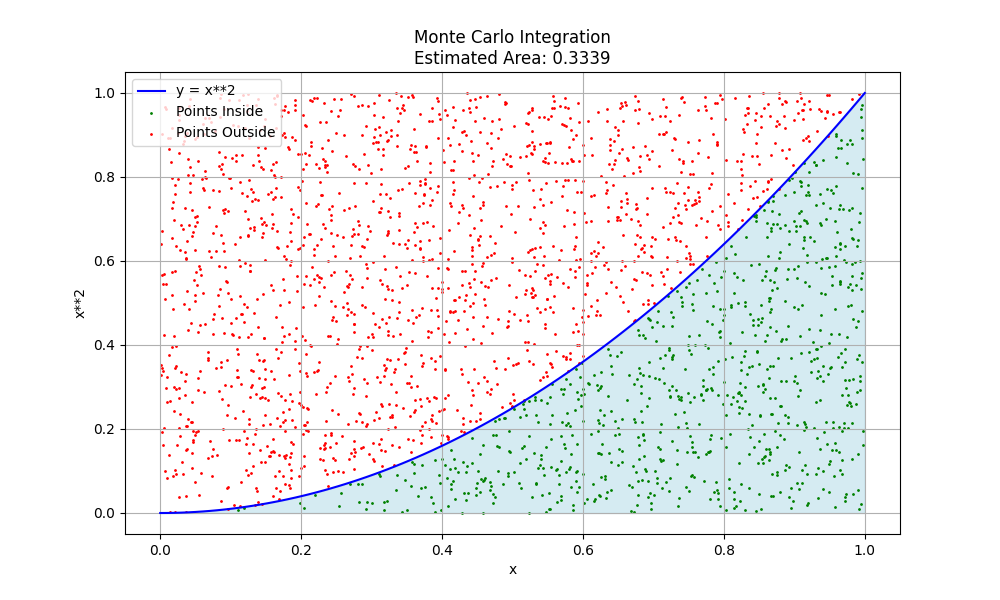 Monte Carlo Integration
Estimated Area: 0.3339
y = x**2
Points Inside
Points Outside
1.0
0.8
0.6
0.4
0.2
0.0
x**2
0.0 0.2 0.4 0.6 0.8 1.0
x